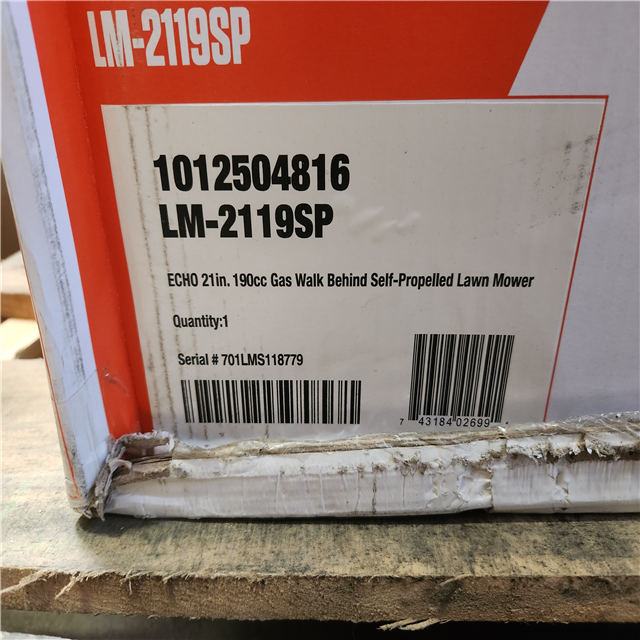 LM-2119SP
1012504816
LM-2119SP
ECHO 21in. 190cc Gas Walk Behind Self-Propelled Lawn Mower
Quantity:1
Serial # 701LMS118779
7 43184 02699